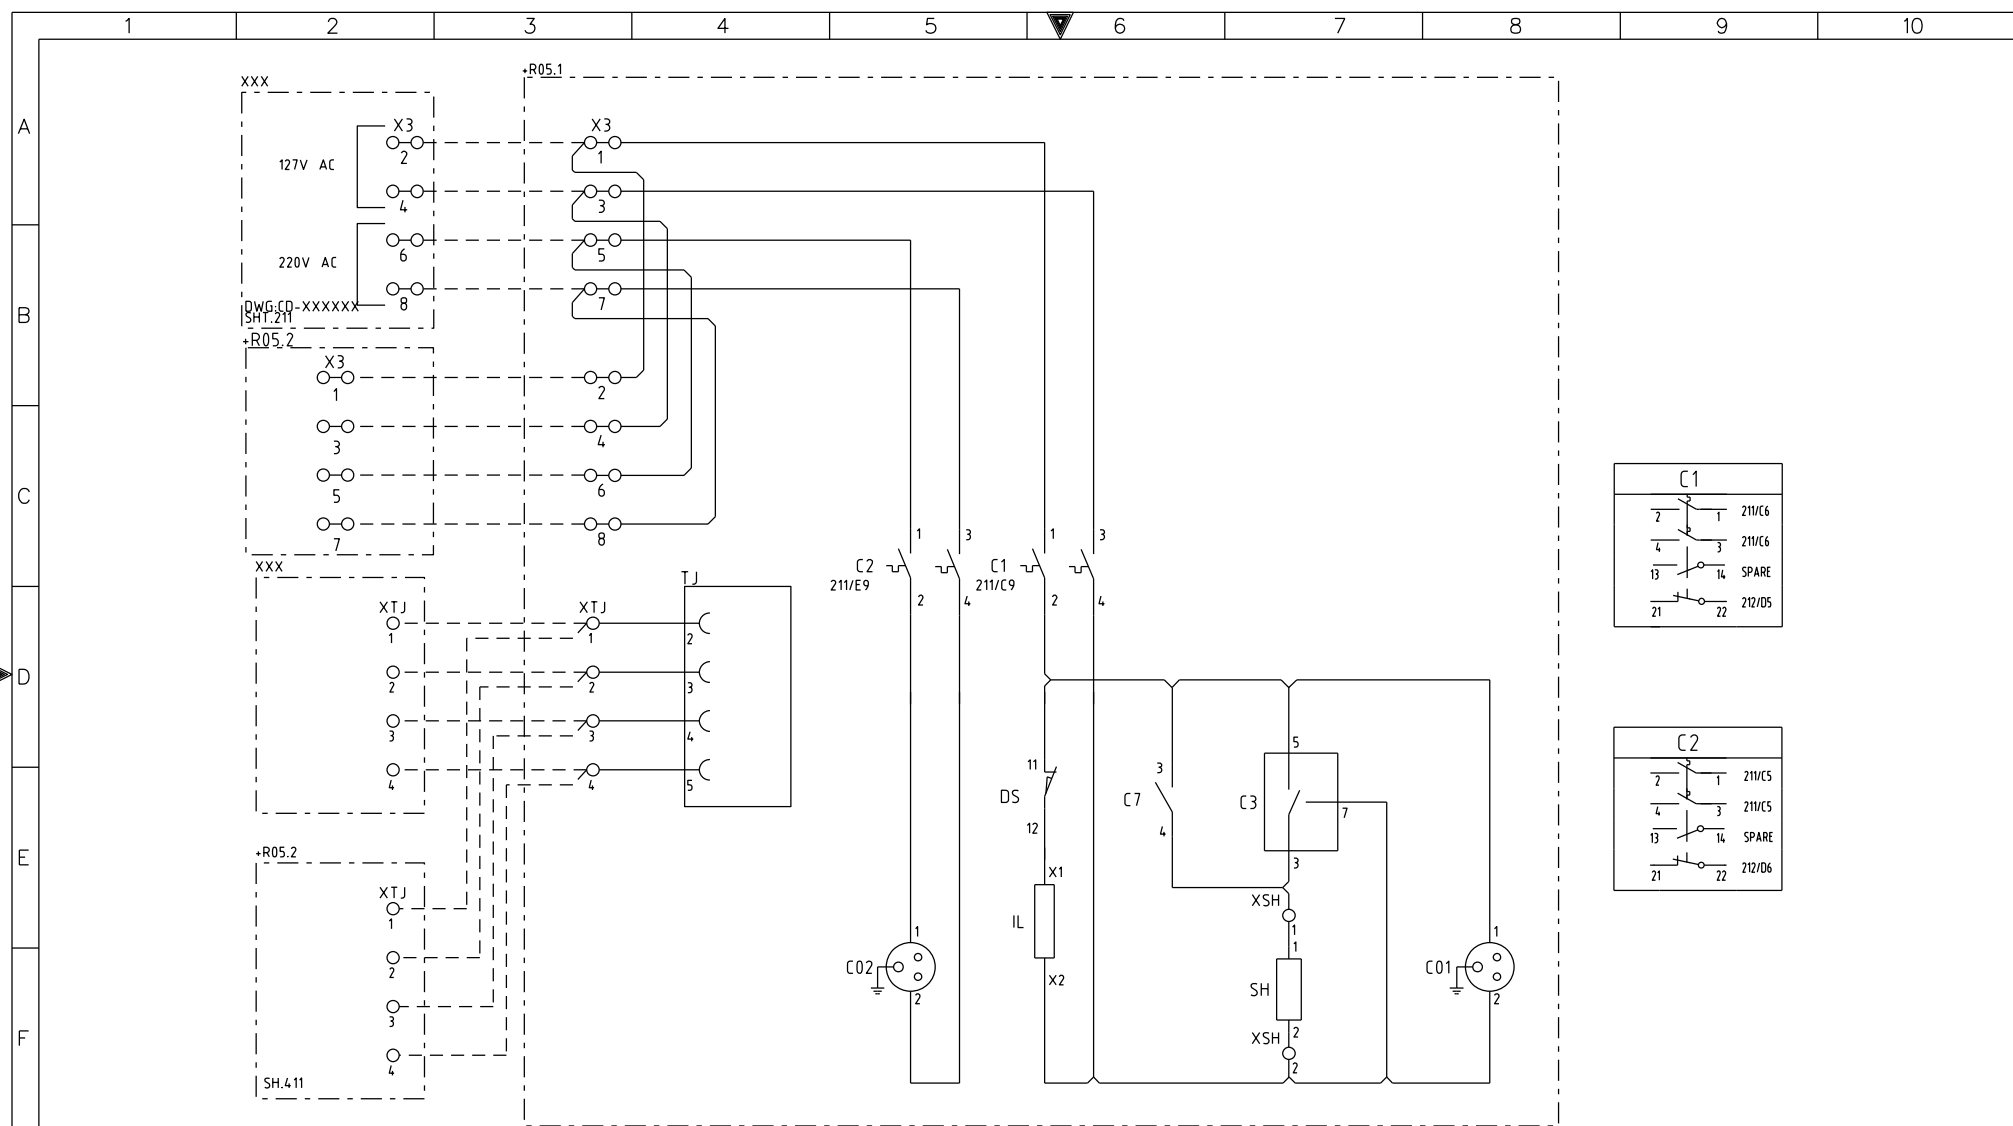 1 2 3 4 5 6 7 8 9 10
A
B
C
D
E
F
XXX
X3
127V AC
2
4
220V AC
6
8
DWG:CD-XXXXXX
SHT.211
+R05.2
X3
1
3
5
7
XXX
XTJ
1
2
3
4
+R05.2
XTJ
1
2
3
4
SH.411
+R05.1
X3
1
3
5
7
2
4
6
8
XTJ
1
2
3
4
TJ
2
3
4
5
C2
211/E9
1 3
2 4
C1
211/C9
1 3
2 4
C02
1
2
11
DS
12
X1
IL
X2
3
C7
4
5
C3
7
3
XSH
1
1
SH
2
XSH
2
C01
1
2
C1
2 1 211/C6
4 3 211/C6
13 14 SPARE
21 22 212/D5
C2
2 1 211/C5
4 3 211/C5
13 14 SPARE
21 22 212/D6